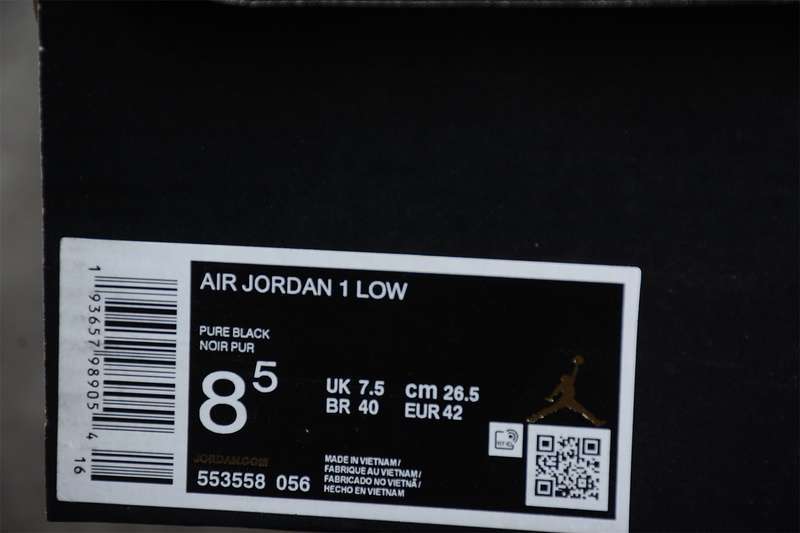 AIR JORDAN 1 LOW
PURE BLACK
NOIR PUR
8 5
UK 7.5 cm 26.5
BR 40 EUR 42
JORDAN.COM
553558 056
MADE IN VIETNAM /
FABRIQUE AU VIETNAM /
FABRICADO NO VIETNÃ /
HECHO EN VIETNAM
1 93657 98905 4
16